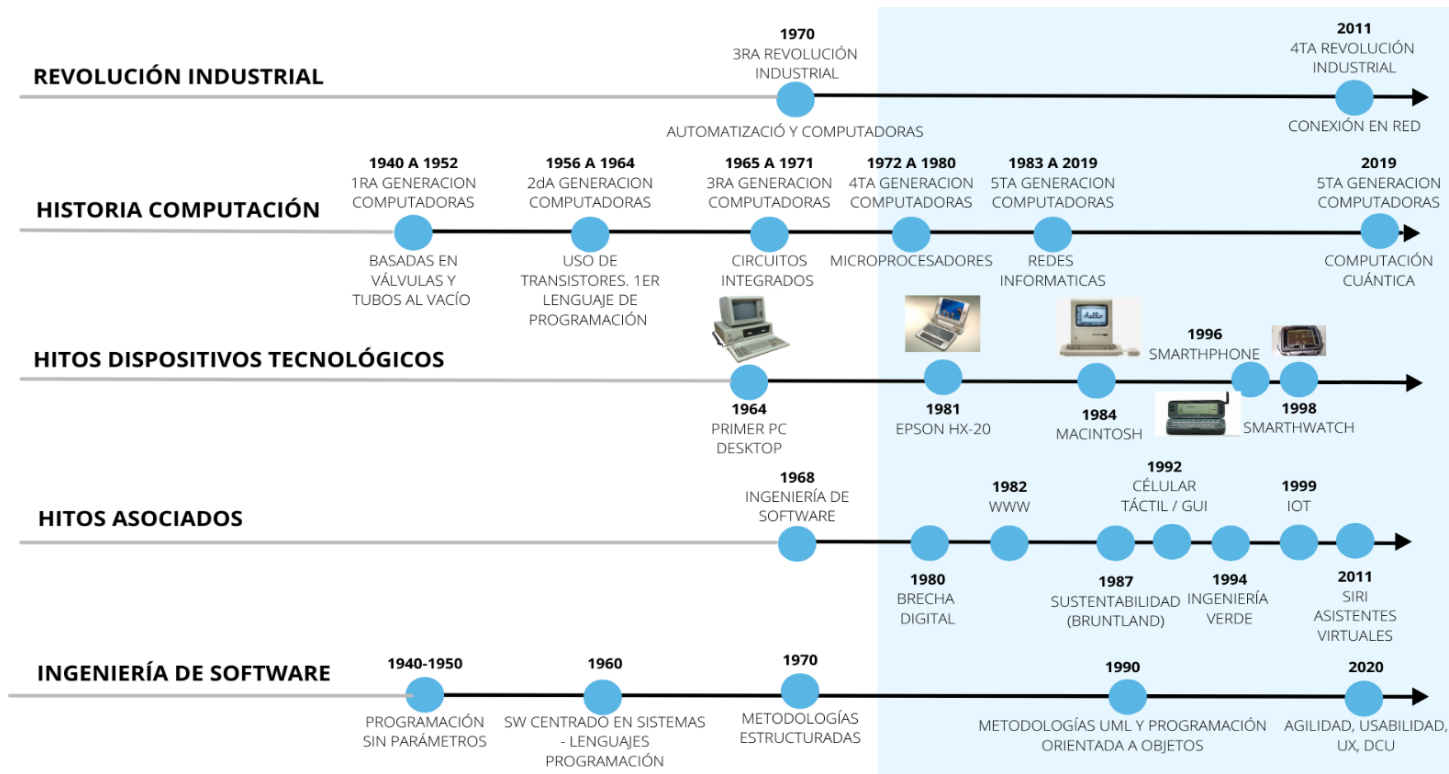 REVOLUCIÓN INDUSTRIAL
1970
3RA REVOLUCIÓN
INDUSTRIAL
AUTOMATIZACIÓ Y COMPUTADORAS
2011
4TA REVOLUCIÓN
INDUSTRIAL
CONEXIÓN EN RED
HISTORIA COMPUTACIÓN
1940 A 1952
1RA GENERACION
COMPUTADORAS
BASADAS EN
VÁLVULAS Y
TUBOS AL VACÍO
1956 A 1964
2dA GENERACION
COMPUTADORAS
USO DE
TRANSISTORES. 1ER
LENGUAJE DE
PROGRAMACIÓN
1965 A 1971
3RA GENERACION
COMPUTADORAS
CIRCUITOS
INTEGRADOS
1972 A 1980
4TA GENERACION
COMPUTADORAS
MICROPROCESADORES
1983 A 2019
5TA GENERACION
COMPUTADORAS
REDES
INFORMATICAS
2019
5TA GENERACION
COMPUTADORAS
COMPUTACIÓN
CUÁNTICA
HITOS DISPOSITIVOS TECNOLÓGICOS
1964
PRIMER PC
DESKTOP
1981
EPSON HX-20
hello
1984
MACINTOSH
1996
SMARTHPHONE
1998
SMARTHWATCH
HITOS ASOCIADOS
1968
INGENIERÍA DE
SOFTWARE
1980
BRECHA
DIGITAL
1982
WWW
1987
SUSTENTABILIDAD
(BRUNTLAND)
1992
CÉLULAR
TÁCTIL / GUI
1994
INGENIERÍA
VERDE
1999
IOT
2011
SIRI
ASISTENTES
VIRTUALES
INGENIERÍA DE SOFTWARE
1940-1950
PROGRAMACIÓN
SIN PARÁMETROS
1960
SW CENTRADO EN SISTEMAS
- LENGUAJES
PROGRAMACIÓN
1970
METODOLOGÍAS
ESTRUCTURADAS
1990
METODOLOGÍAS UML Y PROGRAMACIÓN
ORIENTADA A OBJETOS
2020
AGILIDAD, USABILIDAD,
UX, DCU